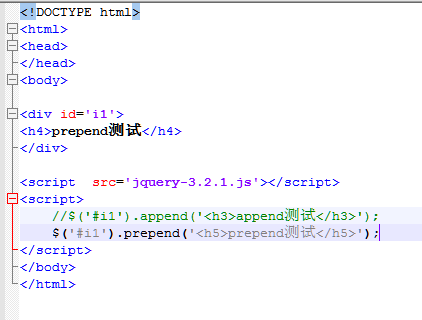 <!DOCTYPE html>
<html>
<head>
</head>
<body>
<div id='i1'>
<h4>prepend测试</h4>
</div>
<script  src='jquery-3.2.1.js'></script>
<script>
//$('#i1').append('<h3>append测试</h3>');
$('#i1').prepend('<h5>prepend测试</h5>');
</script>
</body>
</html>